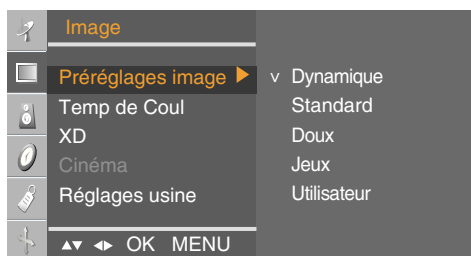 Image
Préréglages image ▶
Temp de Coul
XD
Cinéma
Réglages usine
▲▼ ◀▶ OK MENU
v Dynamique
Standard
Doux
Jeux
Utilisateur